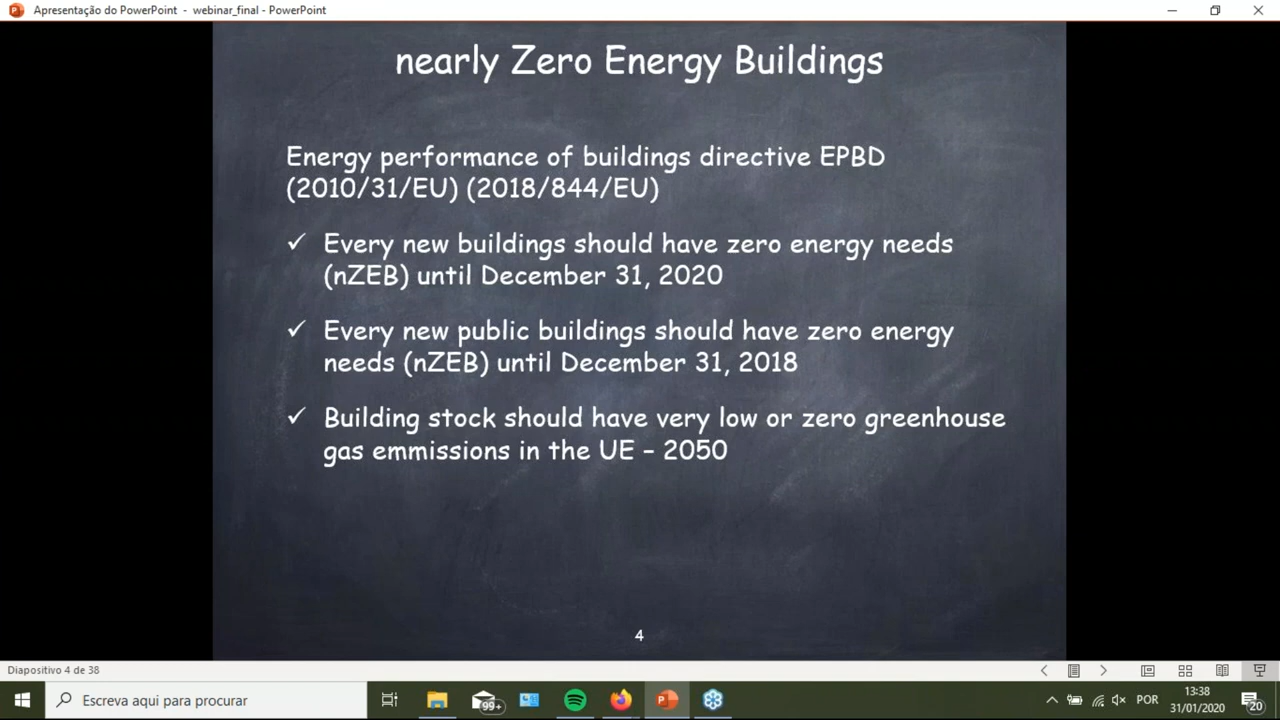 Apresentação do PowerPoint - webinar_final - PowerPoint
nearly Zero Energy Buildings
Energy performance of buildings directive EPBD
(2010/31/EU) (2018/844/EU)
✓ Every new buildings should have zero energy needs
(nZEB) until December 31, 2020
✓ Every new public buildings should have zero energy
needs (nZEB) until December 31, 2018
✓ Building stock should have very low or zero greenhouse
gas emmissions in the UE – 2050
4
Diapositivo 4 de 38
Escreva aqui para procurar
99+
POR
13:38
31/01/2020
20